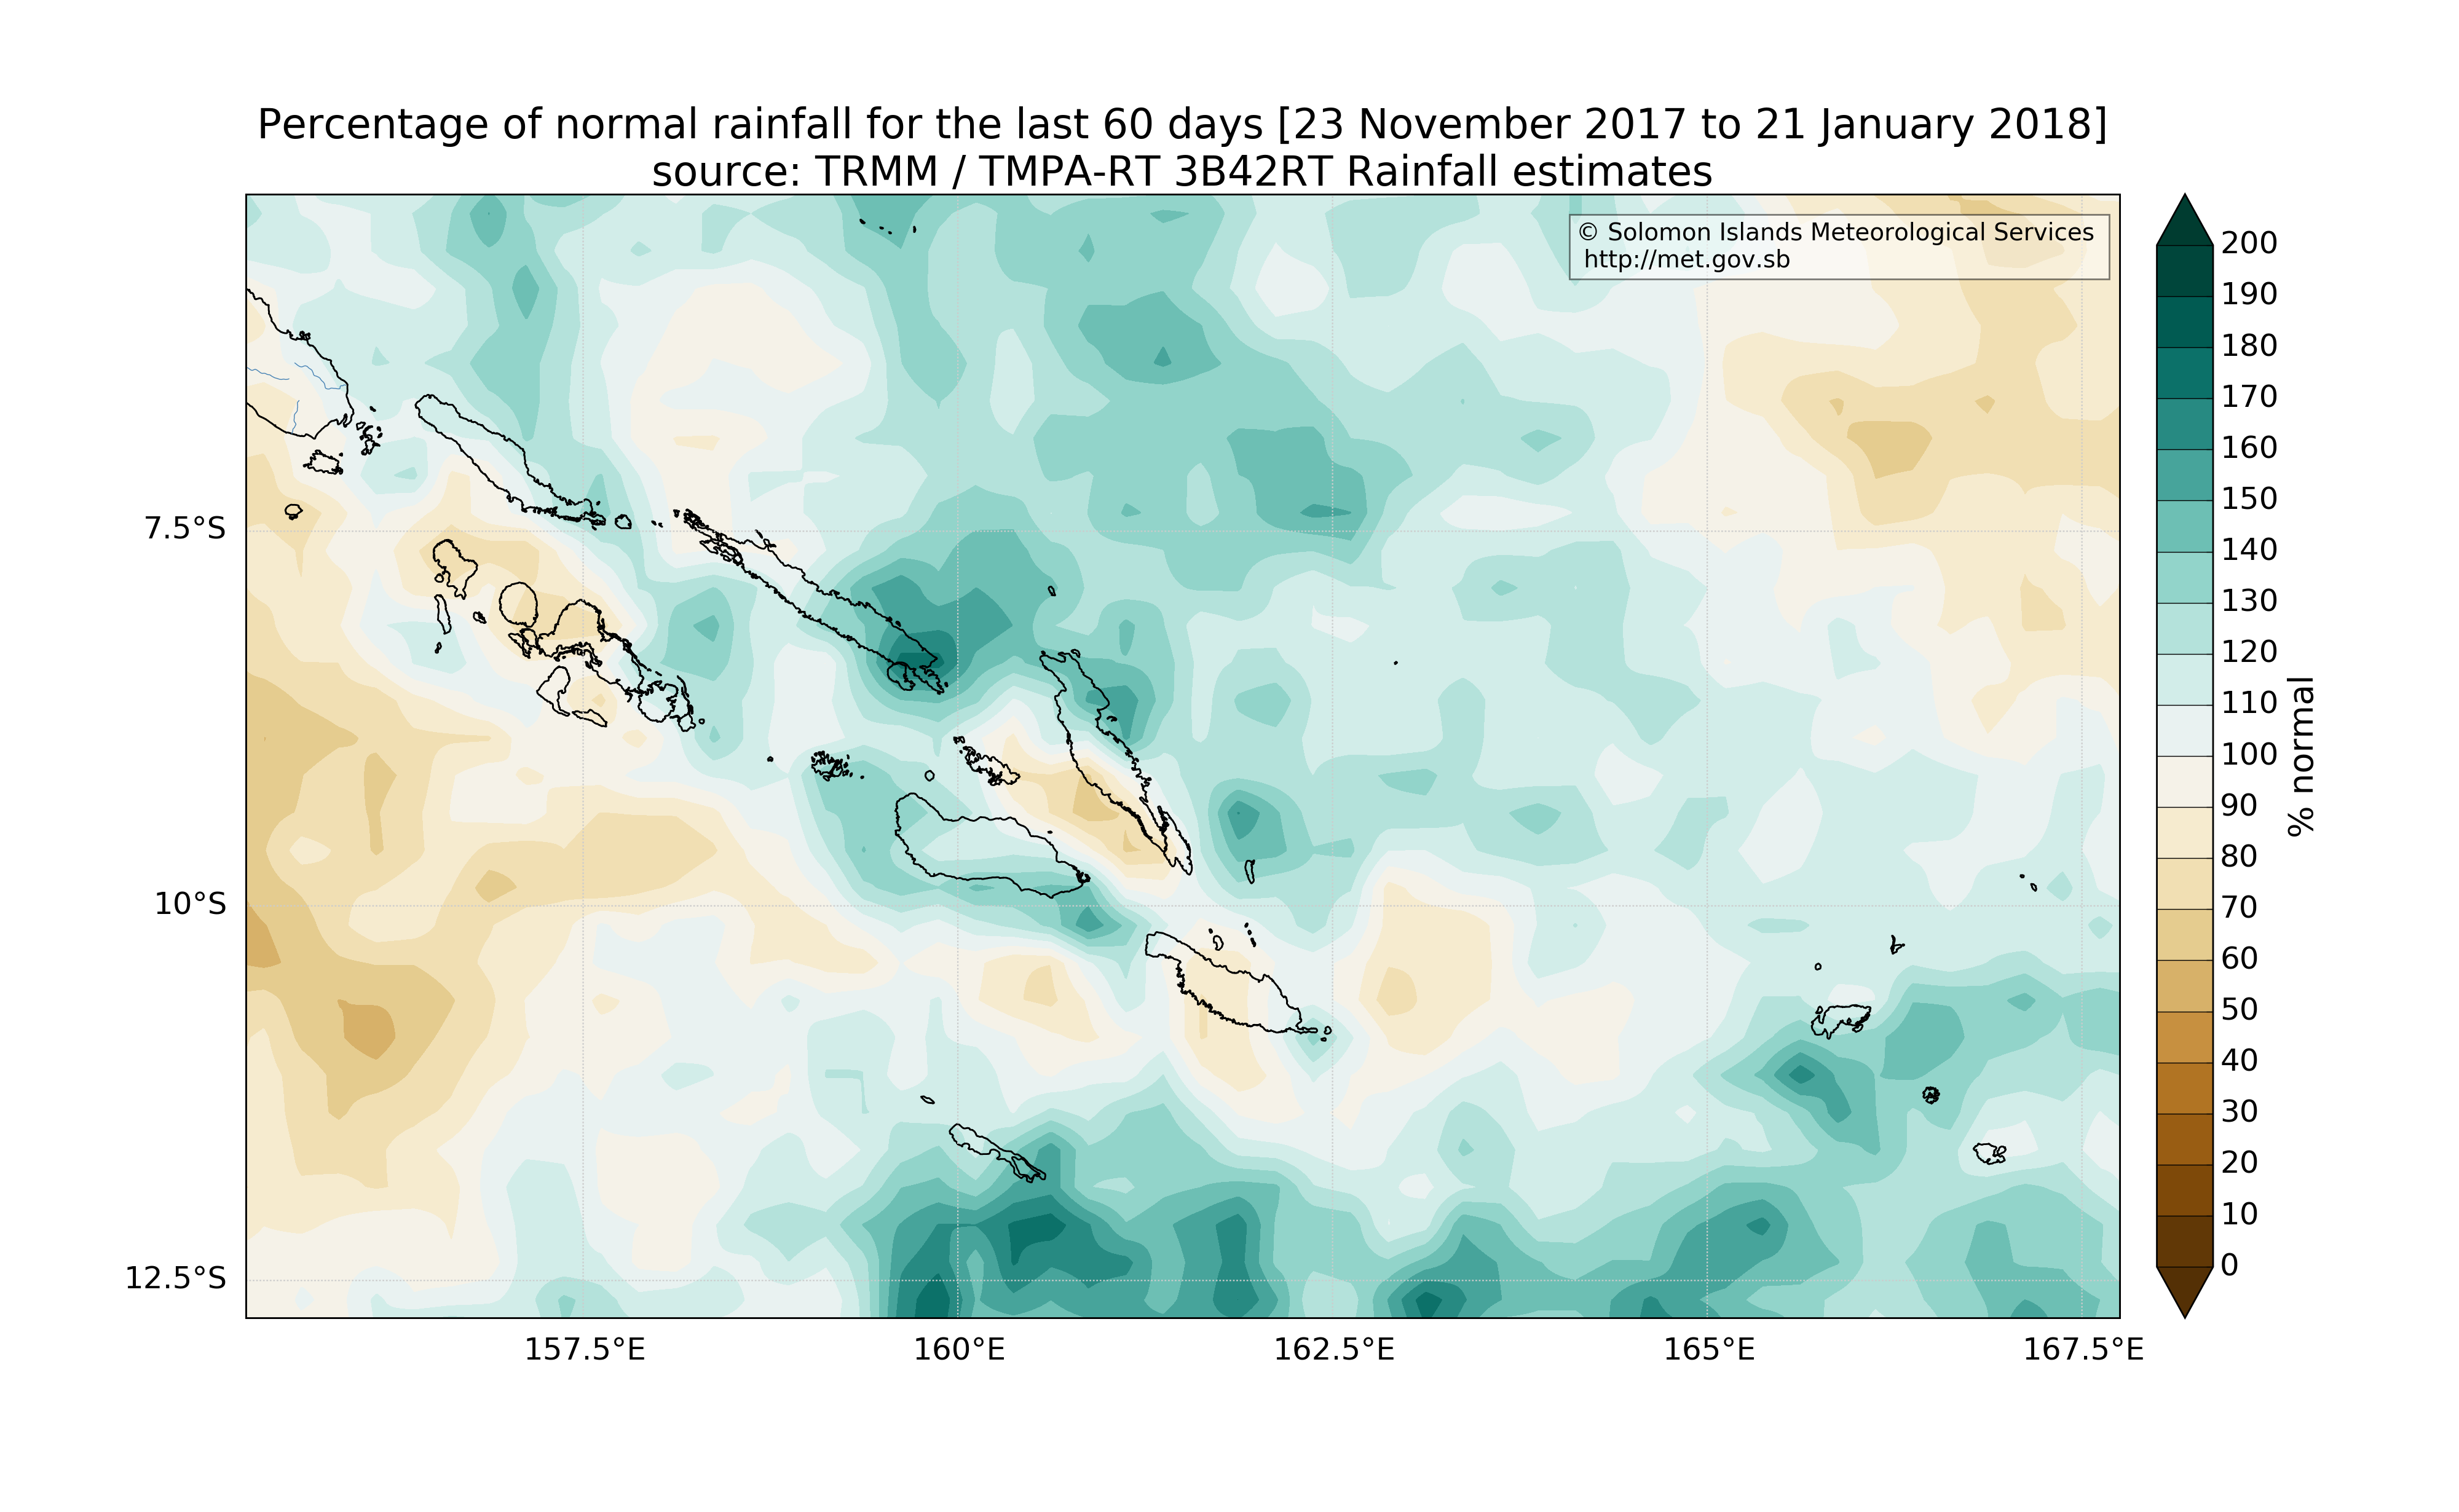 Percentage of normal rainfall for the last 60 days [23 November 2017 to 21 January 2018]
source: TRMM / TMPA-RT 3B42RT Rainfall estimates
© Solomon Islands Meteorological Services
http://met.gov.sb
7.5°S
10°S
12.5°S
157.5°E
160°E
162.5°E
165°E
167.5°E
200
190
180
170
160
150
140
130
120
110
100
90
80
70
60
50
40
30
20
10
0
% normal